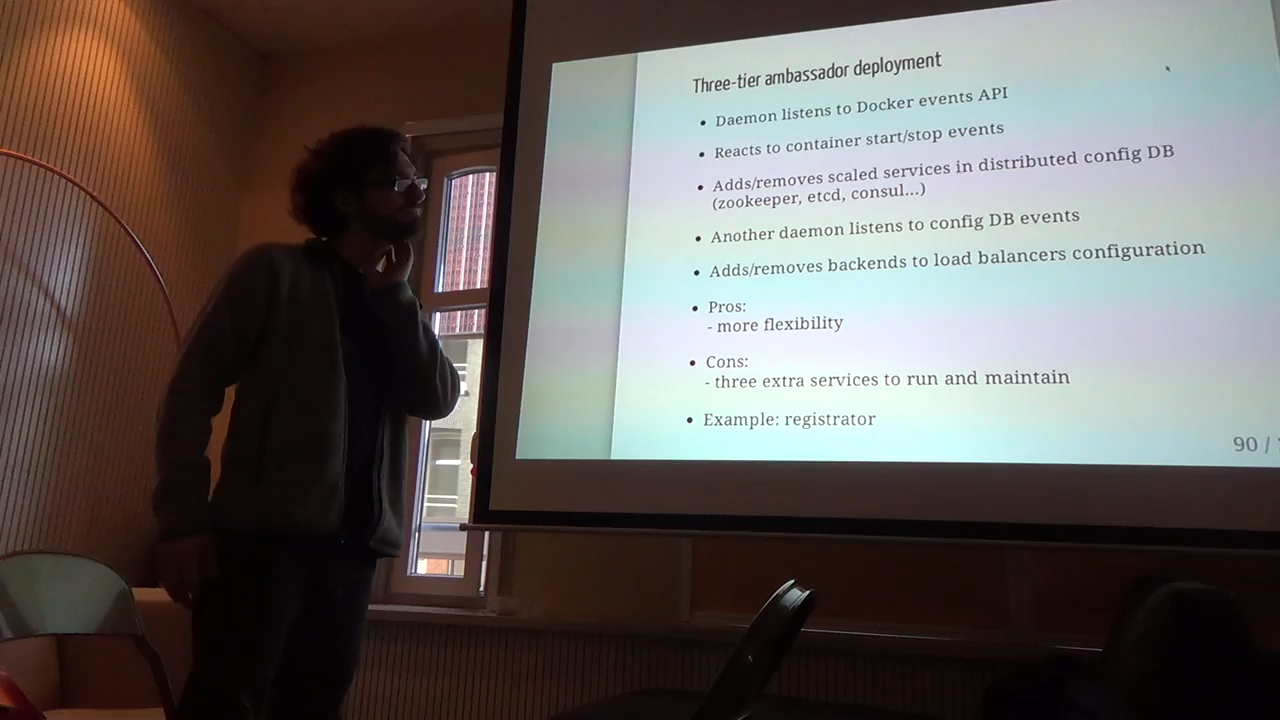 Three-tier ambassador deployment
• Daemon listens to Docker events API
• Reacts to container start/stop events
• Adds/removes scaled services in distributed config DB
(zookeeper, etcd, consul...)
• Another daemon listens to config DB events
• Adds/removes backends to load balancers configuration
• Pros:
- more flexibility
• Cons:
- three extra services to run and maintain
• Example: registrator
90 /